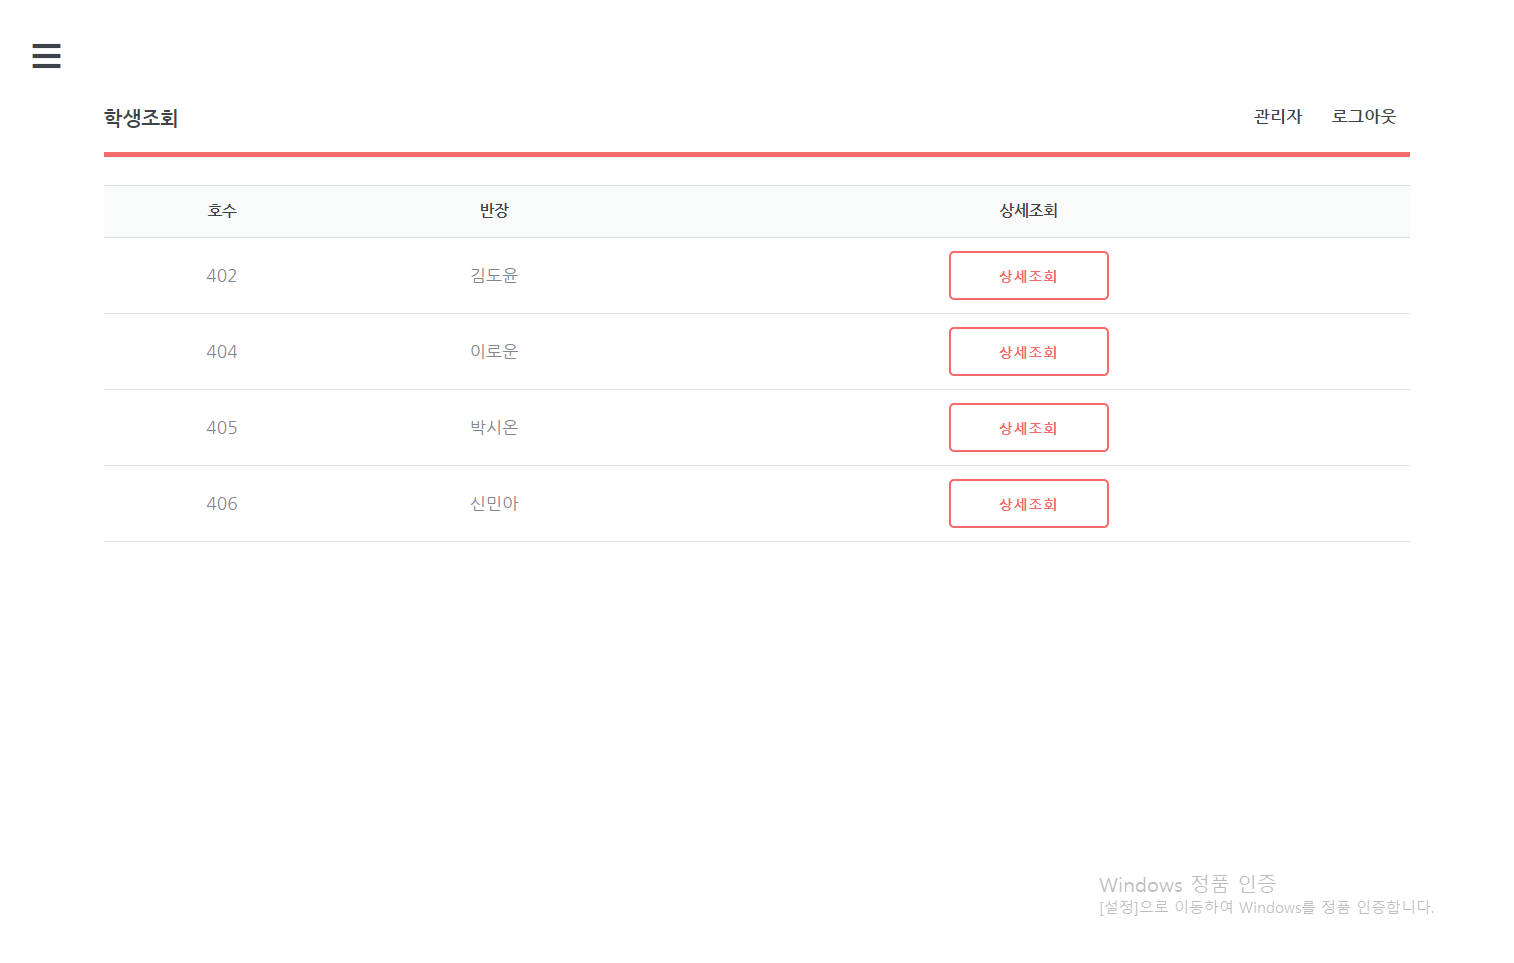 학생조회
관리자 로그아웃
호수 반장 상세조회
402 김도윤 상세조회
404 이로운 상세조회
405 박시온 상세조회
406 신민아 상세조회
Windows 정품 인증
[설정]으로 이동하여 Windows를 정품 인증합니다.